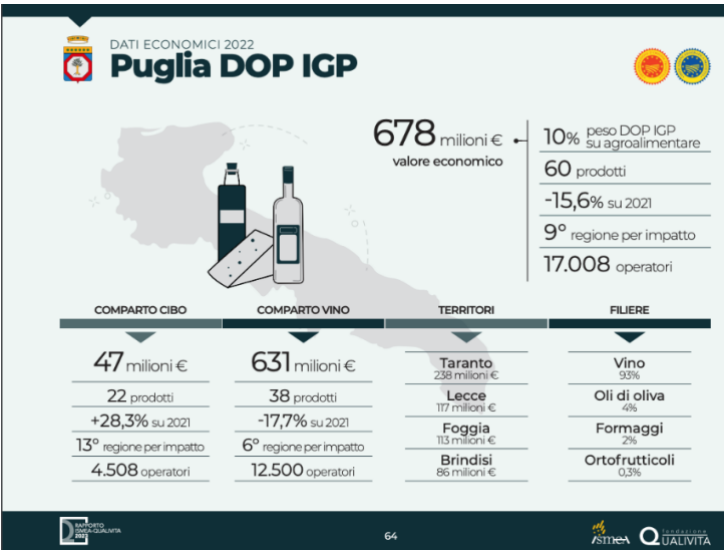 DATI ECONOMICI 2022
Puglia DOP IGP
678 milioni €
valore economico
10% peso DOP IGP
su agroalimentare
60 prodotti
-15,6% su 2021
9° regione per impatto
17.008 operatori
COMPARTO CIBO
47 milioni €
22 prodotti
+28,3% su 2021
13° regione per impatto
4.508 operatori
COMPARTO VINO
631 milioni €
38 prodotti
-17,7% su 2021
6° regione per impatto
12.500 operatori
TERRITORI
Taranto
238 milioni €
Lecce
117 milioni €
Foggia
113 milioni €
Brindisi
86 milioni €
FILIERE
Vino
93%
Oli di oliva
4%
Formaggi
2%
Ortofrutticoli
0,3%
RAPPORTO
ISMEA-QUALIVITA
64
ismea
fondazione
QUALIVITA